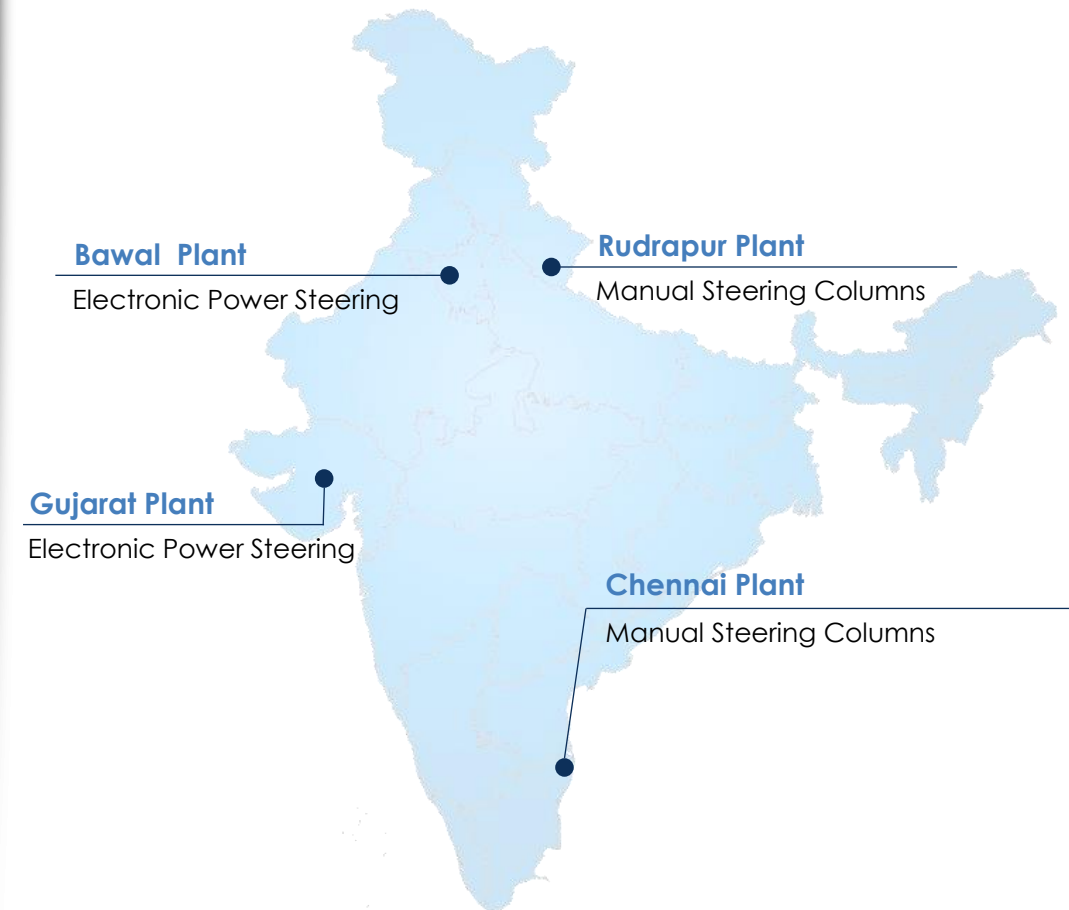 Bawal Plant
Electronic Power Steering
Rudrapur Plant
Manual Steering Columns
Gujarat Plant
Electronic Power Steering
Chennai Plant
Manual Steering Columns